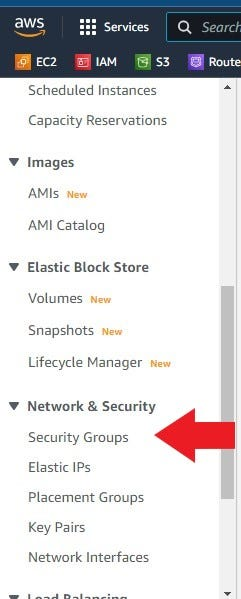 aws Services Sear
EC2 IAM S3 Route
Scheduled Instances
Capacity Reservations
Images
AMIs New
AMI Catalog
Elastic Block Store
Volumes New
Snapshots New
Lifecycle Manager New
Network & Security
Security Groups
Elastic IPs
Placement Groups
Key Pairs
Network Interfaces
Load Balancing